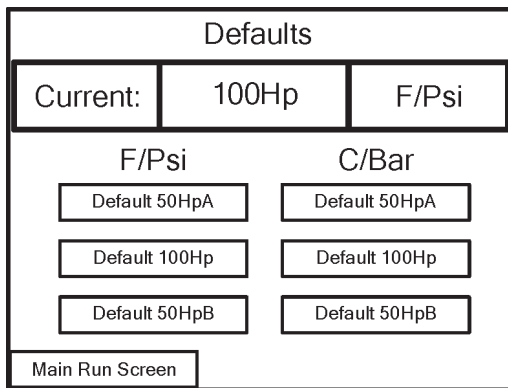 Defaults
Current: 100Hp F/Psi
F/Psi C/Bar
Default 50HpA Default 50HpA
Default 100Hp Default 100Hp
Default 50HpB Default 50HpB
Main Run Screen